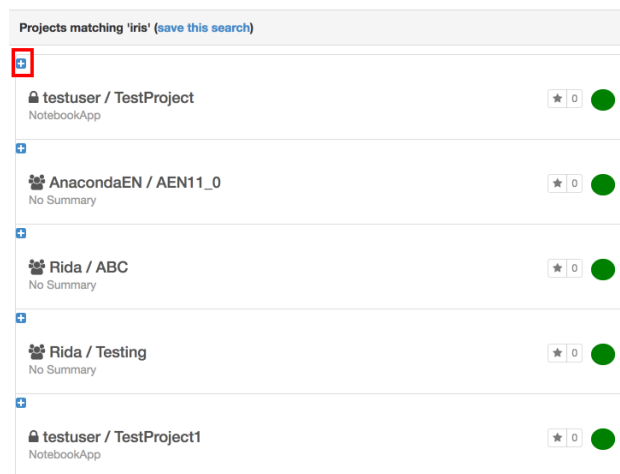 Projects matching 'iris' (save this search)
testuser / TestProject
0
NotebookApp
AnacondaEN / AEN11_0
0
No Summary
Rida / ABC
0
No Summary
Rida / Testing
0
No Summary
testuser / TestProject1
0
NotebookApp